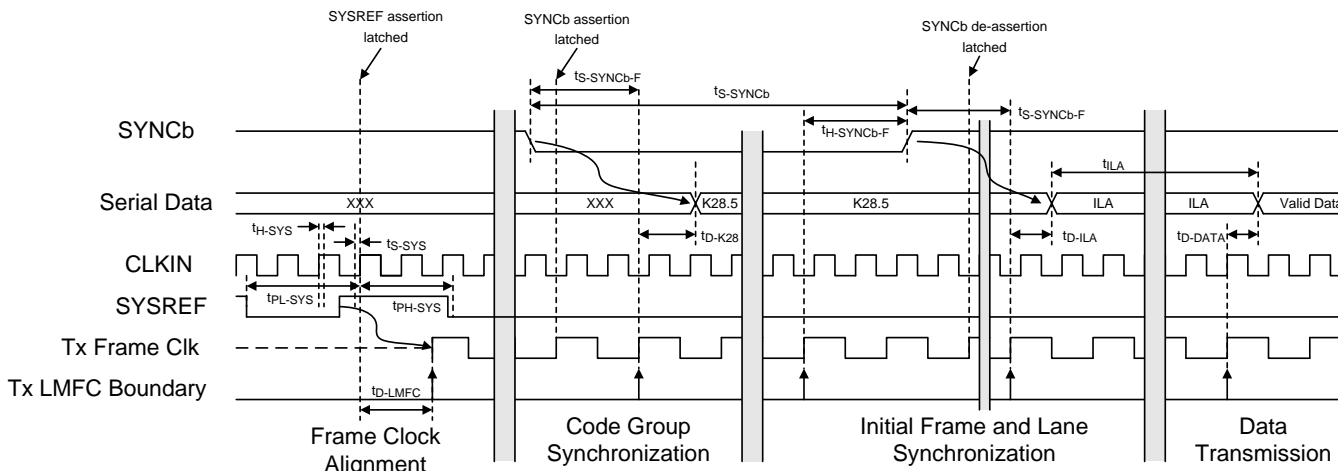 SYSREF assertion
latched
SYNCb assertion
latched
SYNCb de-assertion
latched
tS-SYNCb-F
tS-SYNCb
tH-SYNCb-F
tS-SYNCb-F
SYNCb
tILA
Serial Data
XXX
XXX
K28.5
K28.5
ILA
ILA
Valid Data
tH-SYS
tS-SYS
tD-K28
tD-ILA
tD-DATA
CLKIN
tPL-SYS
tPH-SYS
SYSREF
Tx Frame Clk
Tx LMFC Boundary
tD-LMFC
Frame Clock
Alignment
Code Group
Synchronization
Initial Frame and Lane
Synchronization
Data
Transmission